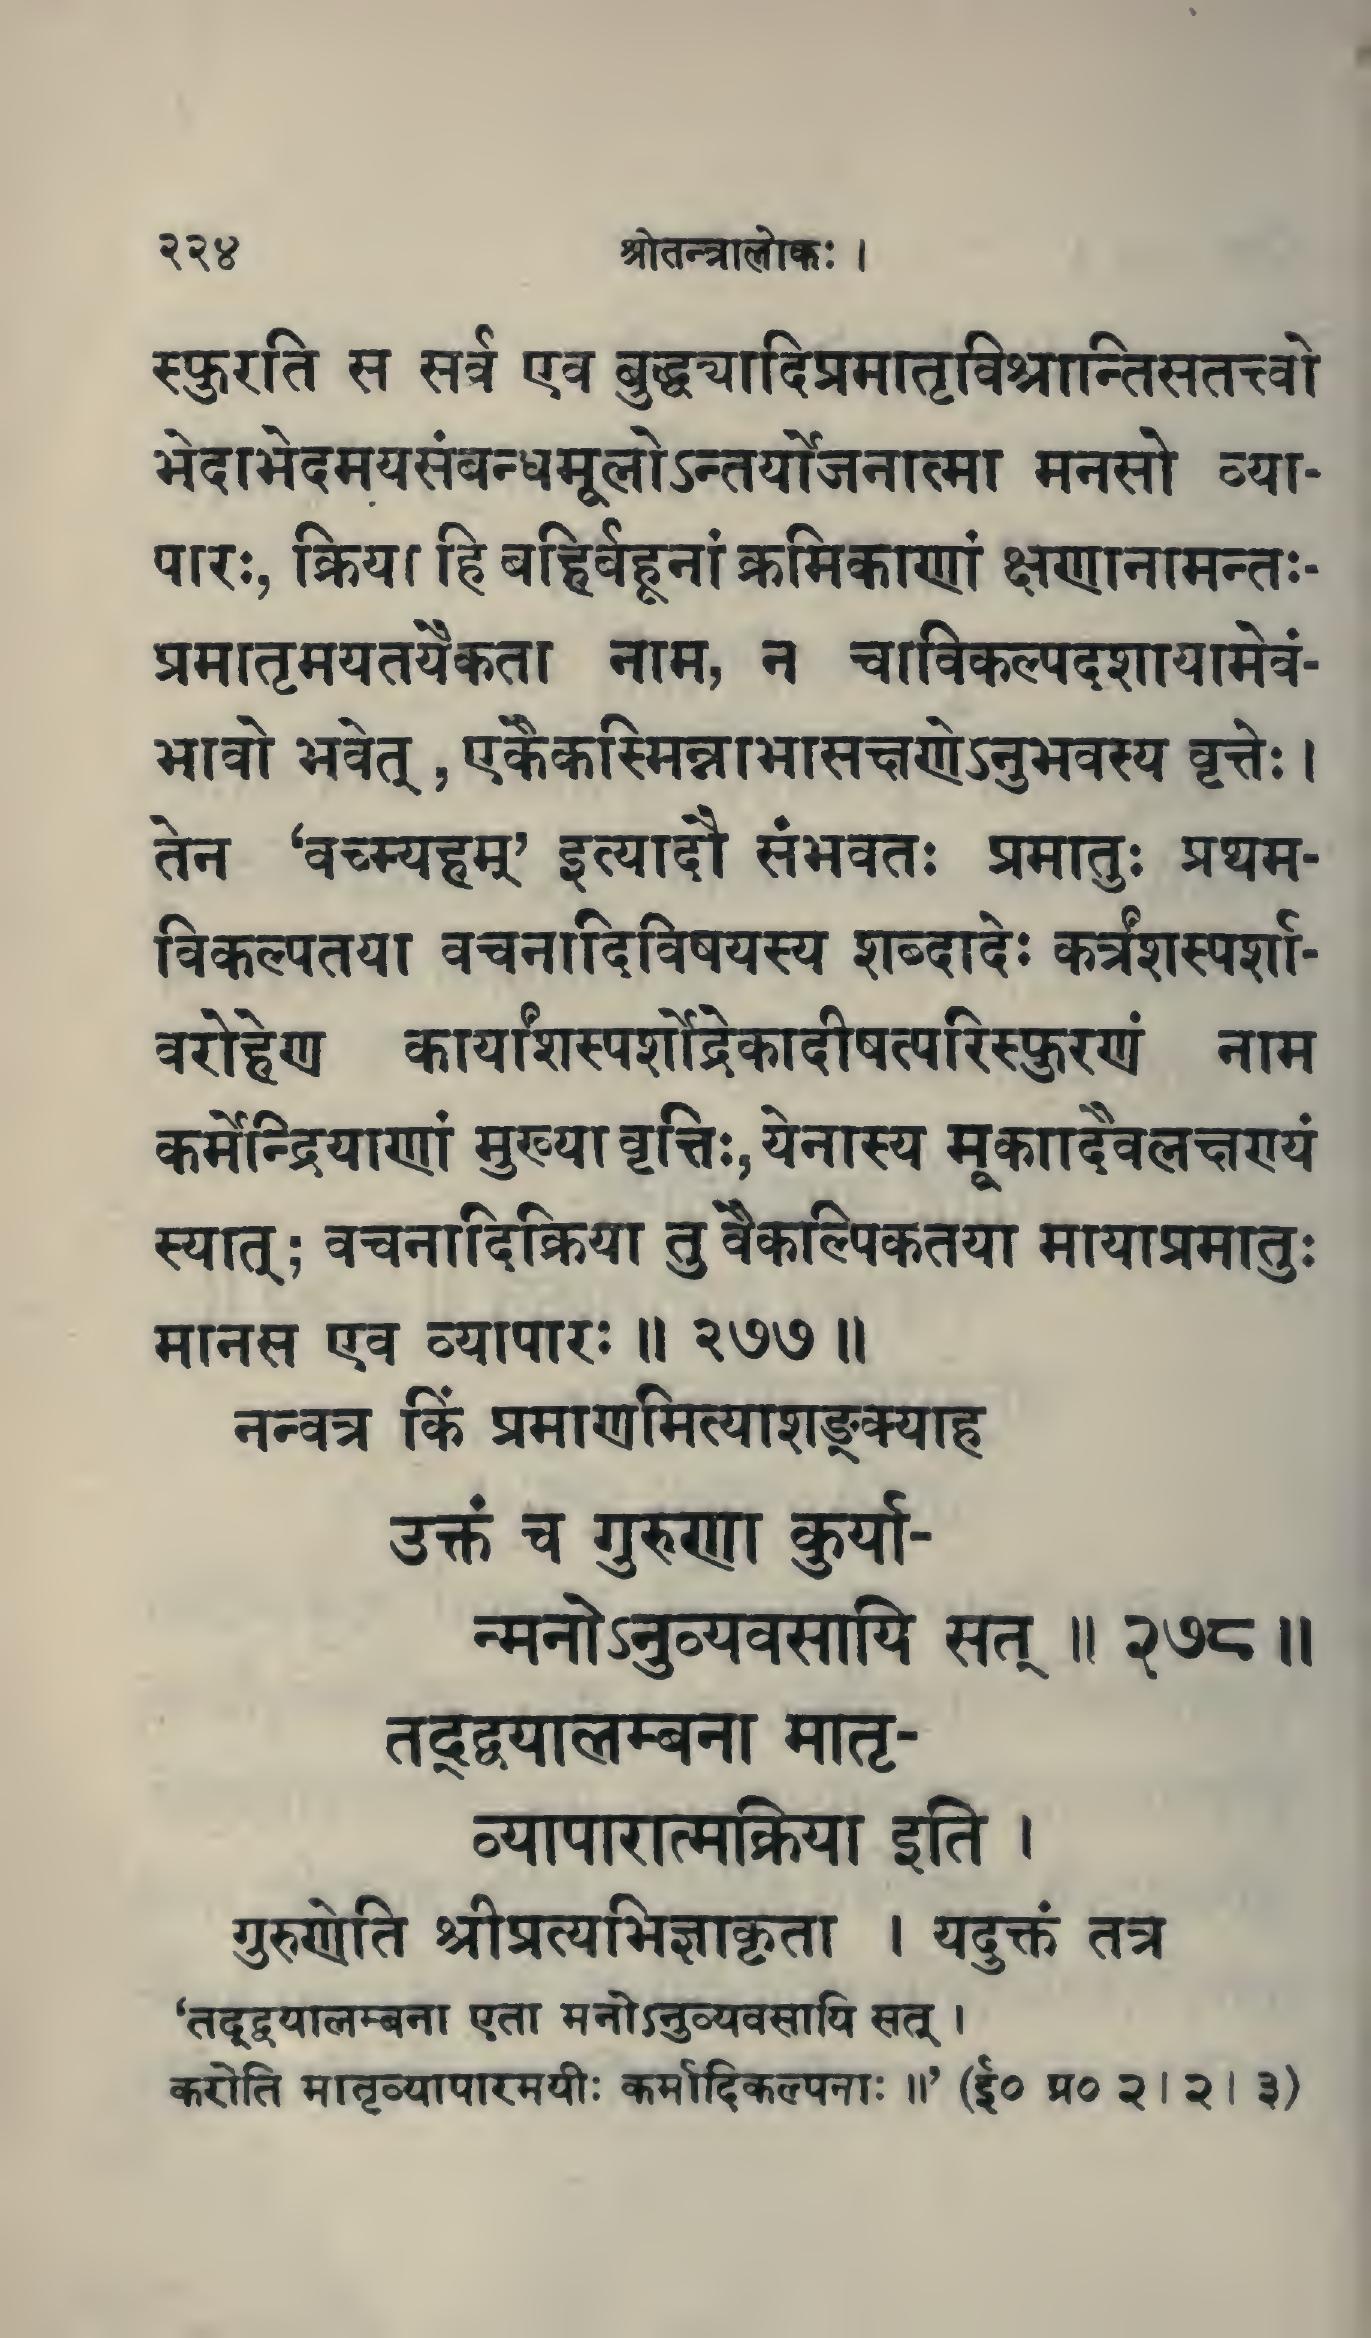 २२४ श्रीतन्त्रालोकः ।
स्फुरति स सर्व एव बुद्ध्यादिप्रमातृविश्रान्तिसतत्त्वो
भेदाभेदमयसंबन्धमूलोऽन्तर्योजनात्मा मनसो व्या-
पारः, क्रिया हि बहिर्बहूनां क्रमिकाणां क्षणानामन्तः-
प्रमातृमयतयैकता नाम, न चाविकल्पदशायामेवं-
भावो भवेत् , एकैकस्मिन्नाभासक्षणेऽनुभवस्य वृत्तेः ।
तेन ‘वच्म्यहम्’ इत्यादौ संभवतः प्रमातुः प्रथम-
विकल्पतया वचनादिविषयस्य शब्दादेः कर्त्रंशस्पर्शा-
वरोहेण कार्यांशस्पर्शोद्रेकादीषत्परिस्फुरणं नाम
कर्मेन्द्रियाणां मुख्या वृत्तिः, येनास्य मूकाादैवलक्षण्यं
स्यात् ; वचनादिक्रिया तु वैकल्पिकतया मायाप्रमातुः
मानस एव व्यापारः ॥ २७७ ॥
नन्वत्र किं प्रमाणमित्याशङ्क्याह
उक्तं च गुरुणा कुर्या-
न्मनोऽनुव्यवसायि सत् ॥ २७८ ॥
तद्द्वयालम्बना मातृ-
व्यापारात्मक्रिया इति ।
गुरुणेति श्रीप्रत्यभिज्ञाकृता । यदुक्तं तत्र
‘तद्द्वयालम्बना एता मनोऽनुव्यवसायि सत् ।
करोति मातृव्यापारमयीः कर्मादिकल्पनाः ॥’ (ई० प्र० २ । २ । ३)